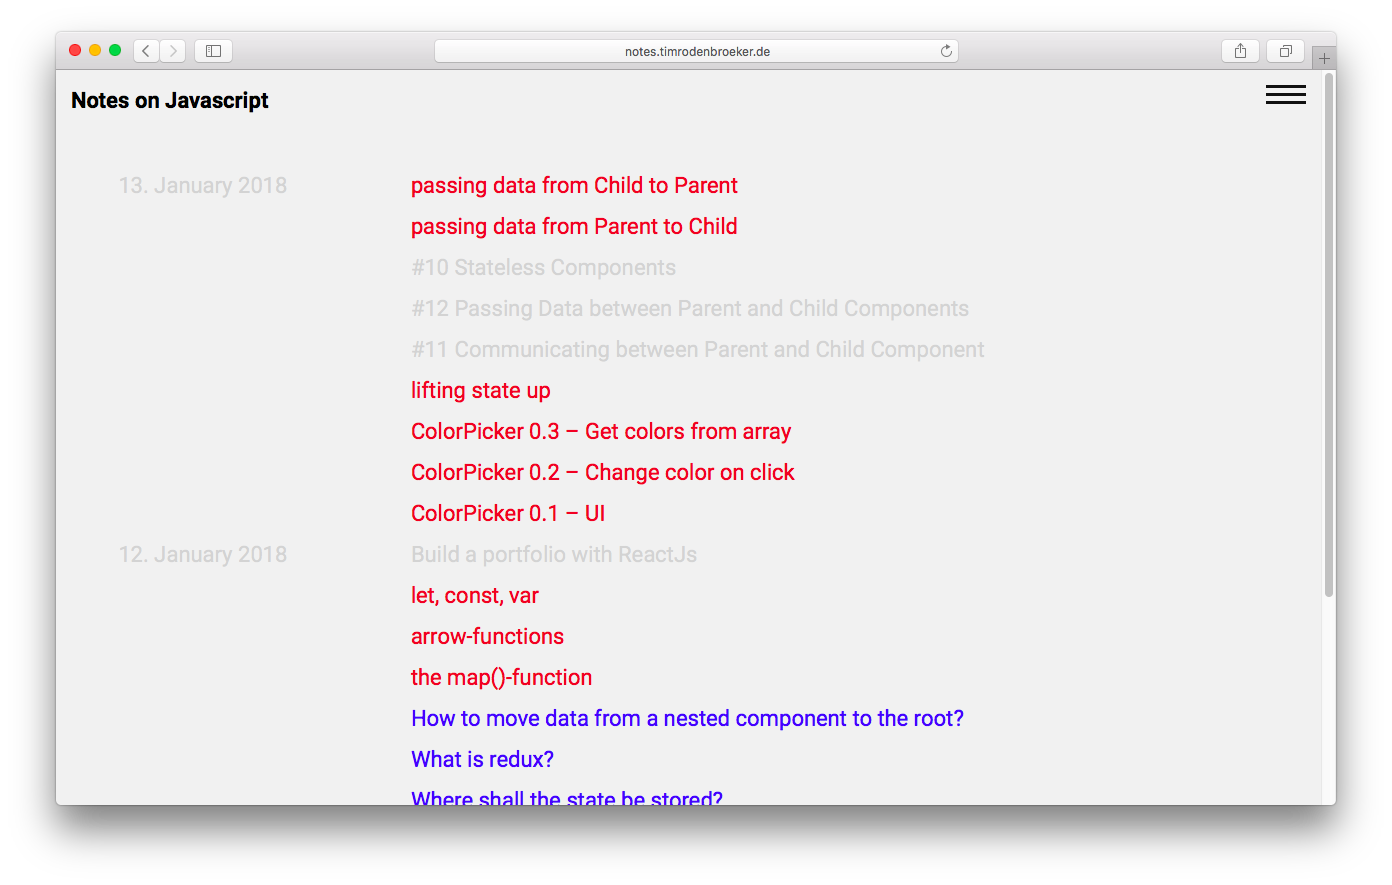 notes.timrodenbroeker.de
Notes on Javascript
13. January 2018 passing data from Child to Parent
passing data from Parent to Child
#10 Stateless Components
#12 Passing Data between Parent and Child Components
#11 Communicating between Parent and Child Component
lifting state up
ColorPicker 0.3 – Get colors from array
ColorPicker 0.2 – Change color on click
ColorPicker 0.1 – UI
12. January 2018 Build a portfolio with ReactJs
let, const, var
arrow-functions
the map()-function
How to move data from a nested component to the root?
What is redux?
Where shall the state be stored?